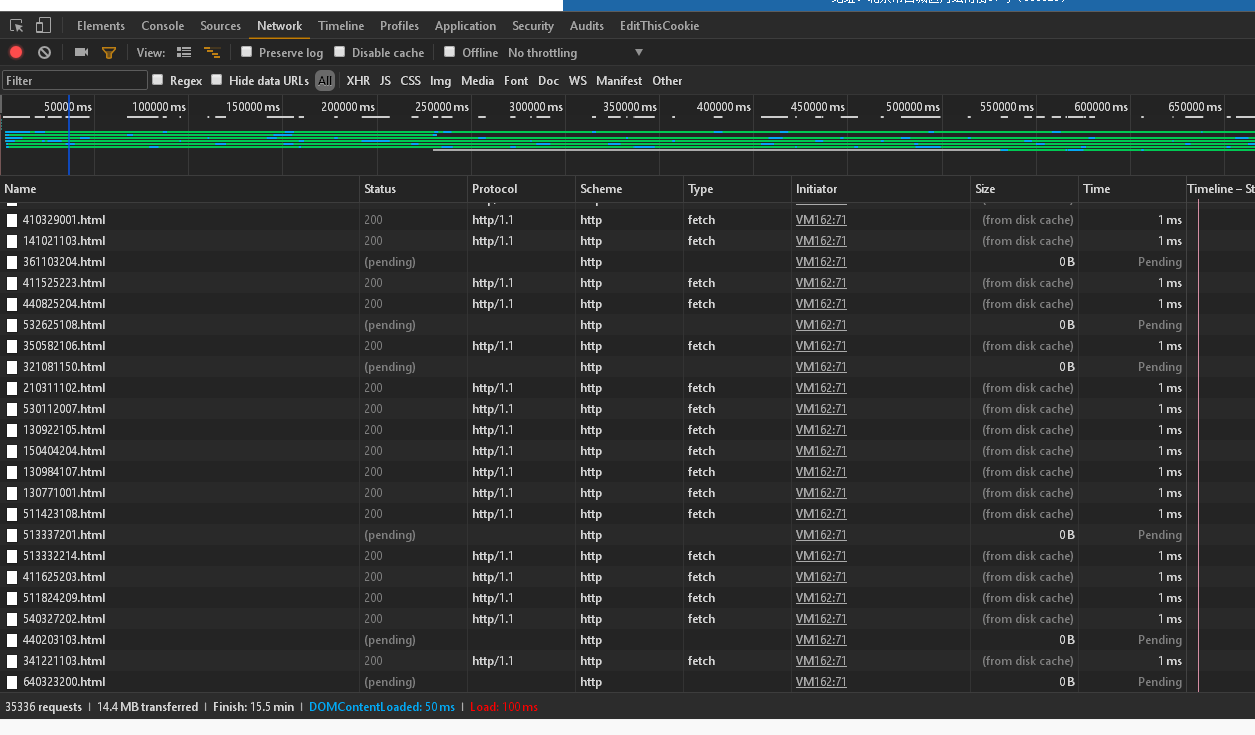 Elements Console Sources Network Timeline Profiles Application Security Audits EditThisCookie
View: Preserve log Disable cache Offline No throttling ▼
Filter Regex Hide data URLs All XHR JS CSS Img Media Font Doc WS Manifest Other
50000 ms 100000 ms 150000 ms 200000 ms 250000 ms 300000 ms 350000 ms 400000 ms 450000 ms 500000 ms 550000 ms 600000 ms 650000 ms
Name Status Protocol Scheme Type Initiator Size Time Timeline – St
410329001.html 200 http/1.1 http fetch VM162:71 (from disk cache) 1 ms
141021103.html 200 http/1.1 http fetch VM162:71 (from disk cache) 1 ms
361103204.html (pending) http VM162:71 0 B Pending
411525223.html 200 http/1.1 http fetch VM162:71 (from disk cache) 1 ms
440825204.html 200 http/1.1 http fetch VM162:71 (from disk cache) 1 ms
532625108.html (pending) http VM162:71 0 B Pending
350582106.html 200 http/1.1 http fetch VM162:71 (from disk cache) 1 ms
321081150.html (pending) http VM162:71 0 B Pending
210311102.html 200 http/1.1 http fetch VM162:71 (from disk cache) 1 ms
530112007.html 200 http/1.1 http fetch VM162:71 (from disk cache) 1 ms
130922105.html 200 http/1.1 http fetch VM162:71 (from disk cache) 1 ms
150404204.html 200 http/1.1 http fetch VM162:71 (from disk cache) 1 ms
130984107.html 200 http/1.1 http fetch VM162:71 (from disk cache) 1 ms
130771001.html 200 http/1.1 http fetch VM162:71 (from disk cache) 1 ms
511423108.html 200 http/1.1 http fetch VM162:71 (from disk cache) 1 ms
513337201.html (pending) http VM162:71 0 B Pending
513332214.html 200 http/1.1 http fetch VM162:71 (from disk cache) 1 ms
411625203.html 200 http/1.1 http fetch VM162:71 (from disk cache) 1 ms
511824209.html 200 http/1.1 http fetch VM162:71 (from disk cache) 1 ms
540327202.html 200 http/1.1 http fetch VM162:71 (from disk cache) 1 ms
440203103.html (pending) http VM162:71 0 B Pending
341221103.html 200 http/1.1 http fetch VM162:71 (from disk cache) 1 ms
640323200.html (pending) http VM162:71 0 B Pending
35336 requests | 14.4 MB transferred | Finish: 15.5 min | DOMContentLoaded: 50 ms | Load: 100 ms